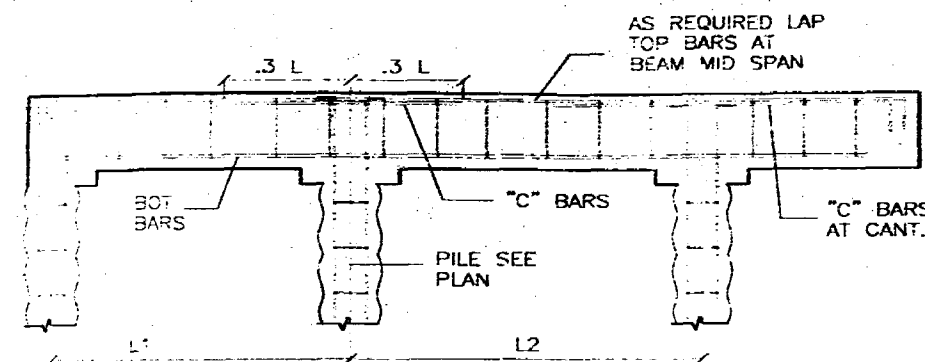 AS REQUIRED LAP
TOP BARS AT
BEAM MID SPAN
.3 L
.3 L
BOT
BARS
"C" BARS
"C" BARS
AT CANT.
PILE SEE
PLAN
L1
L2